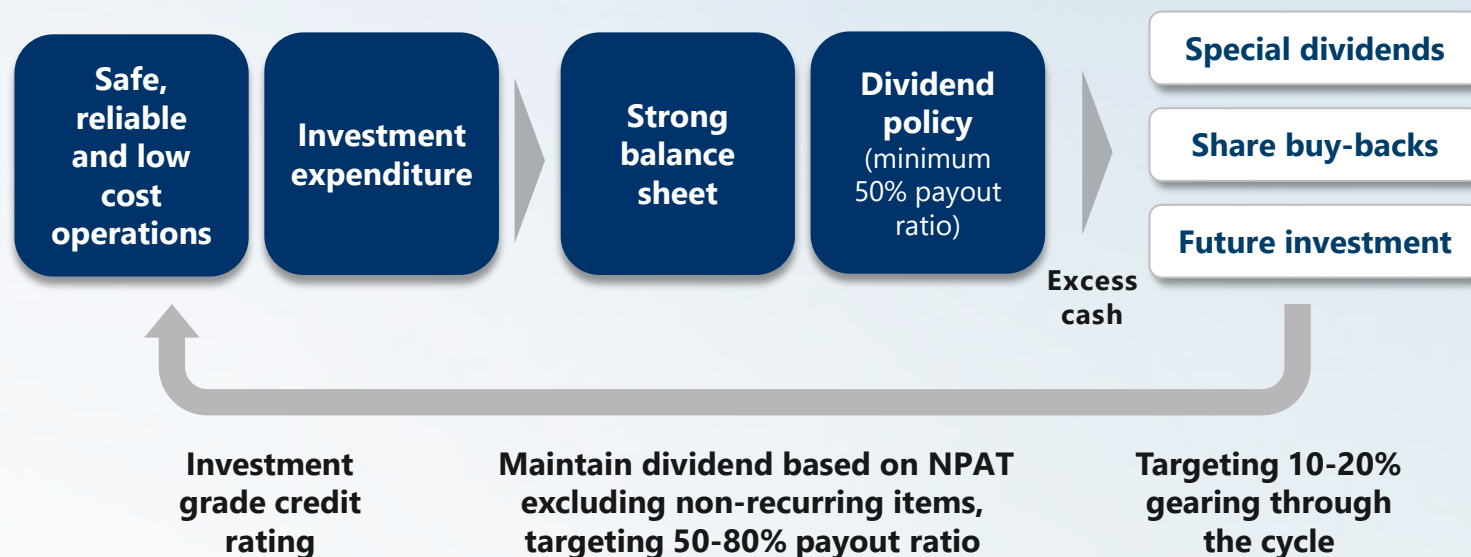 Safe,
reliable
and low
cost
operations
Investment
expenditure
Strong
balance
sheet
Dividend
policy
(minimum
50% payout
ratio)
Excess
cash
Special dividends
Share buy-backs
Future investment
Investment
grade credit
rating
Maintain dividend based on NPAT
excluding non-recurring items,
targeting 50-80% payout ratio
Targeting 10-20%
gearing through
the cycle